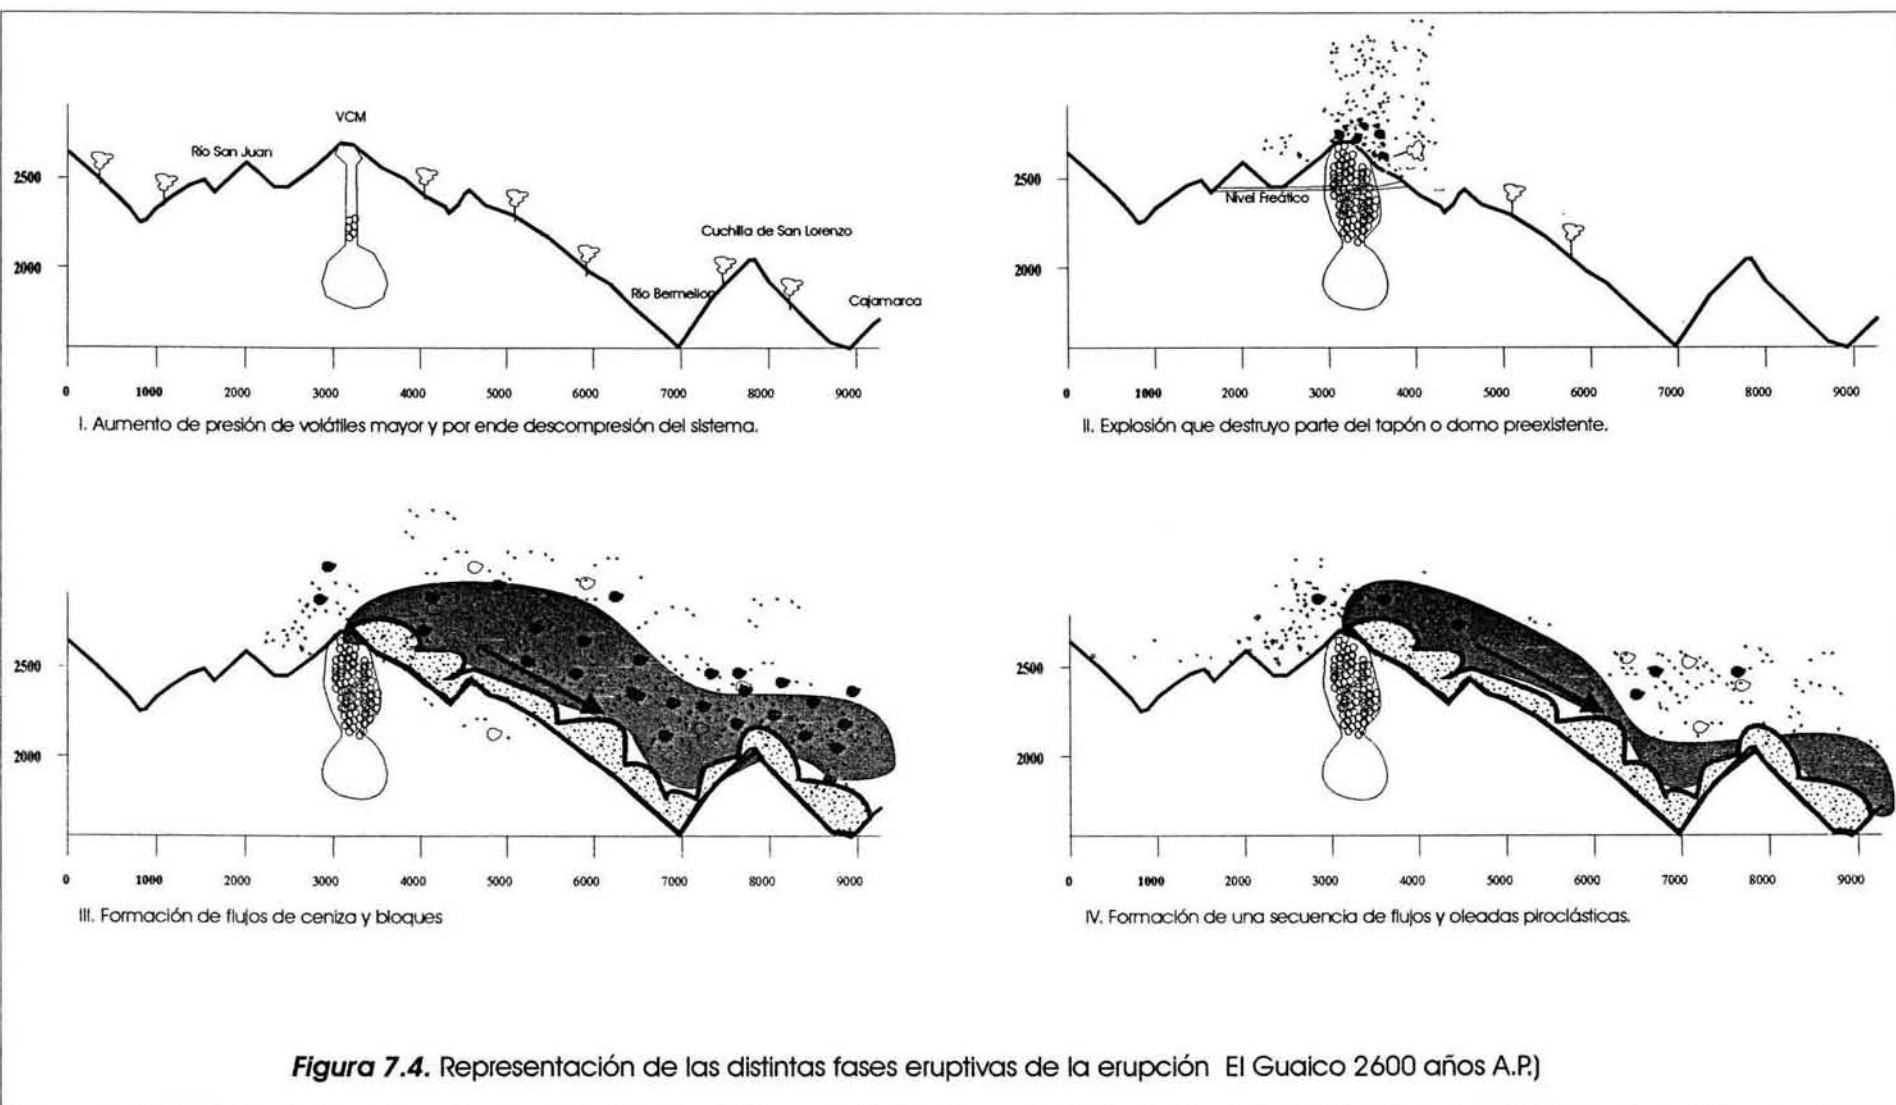 VCM
Río San Juan
2500
Cuchilla de San Lorenzo
2000
Río Bermellon
Cajamarca
0 1000 2000 3000 4000 5000 6000 7000 8000 9000
I. Aumento de presión de volátiles mayor y por ende descompresión del sistema.
2500
Nivel Freático
2000
0 1000 2000 3000 4000 5000 6000 7000 8000 9000
II. Explosión que destruyo parte del tapón o domo preexistente.
2500
2000
0 1000 2000 3000 4000 5000 6000 7000 8000 9000
III. Formación de flujos de ceniza y bloques
2500
2000
0 1000 2000 3000 4000 5000 6000 7000 8000 9000
IV. Formación de una secuencia de flujos y oleadas piroclásticas.
Figura 7.4. Representación de las distintas fases eruptivas de la erupción El Guaico 2600 años A.P.)